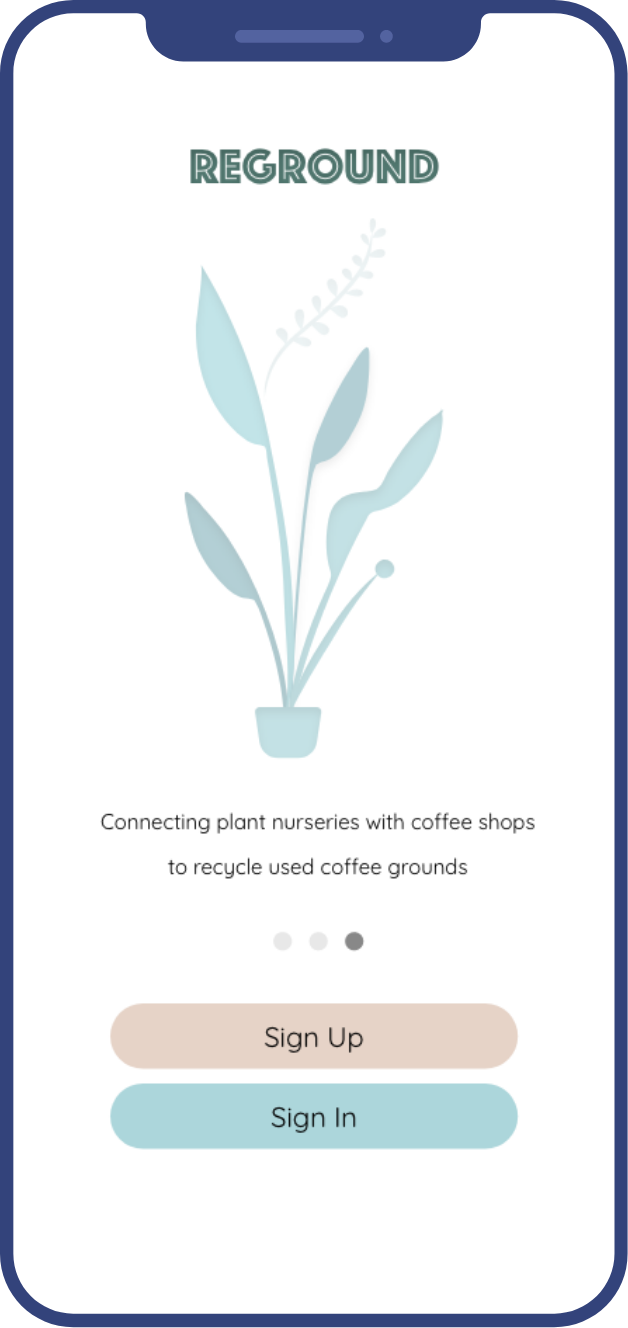 REGROUND
Connecting plant nurseries with coffee shops
to recycle used coffee grounds
Sign Up
Sign In